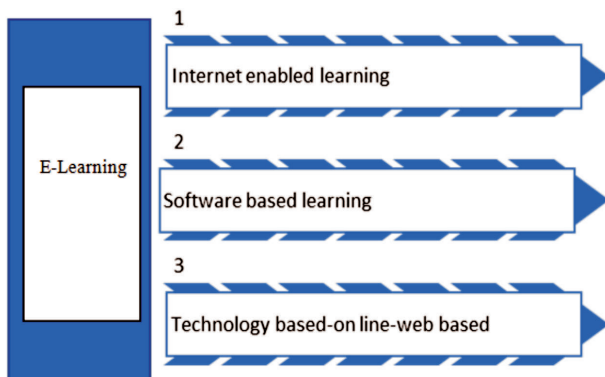 1
Internet enabled learning
E-Learning
2
Software based learning
3
Technology based-on line-web based